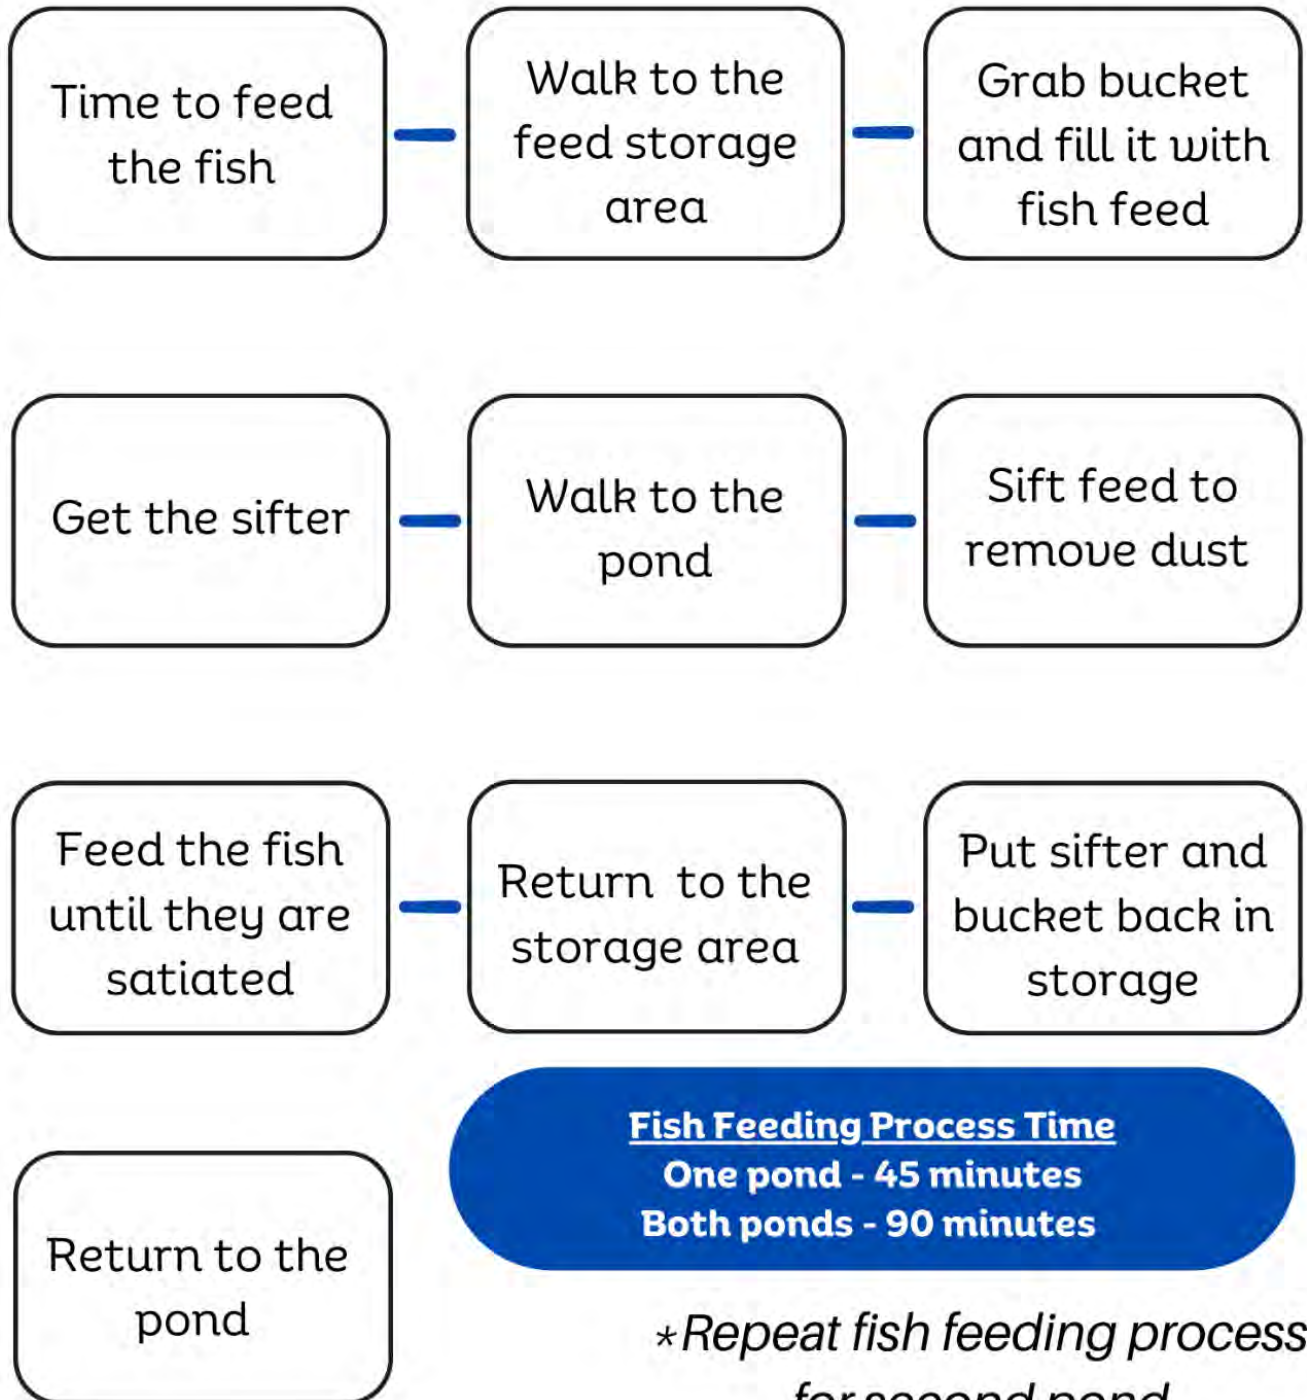 Time to feed
the fish
Walk to the
feed storage
area
Grab bucket
and fill it with
fish feed
Get the sifter
Walk to the
pond
Sift feed to
remove dust
Feed the fish
until they are
satiated
Return to the
storage area
Put sifter and
bucket back in
storage
Return to the
pond
Fish Feeding Process Time
One pond - 45 minutes
Both ponds - 90 minutes
*Repeat fish feeding process
for second pond